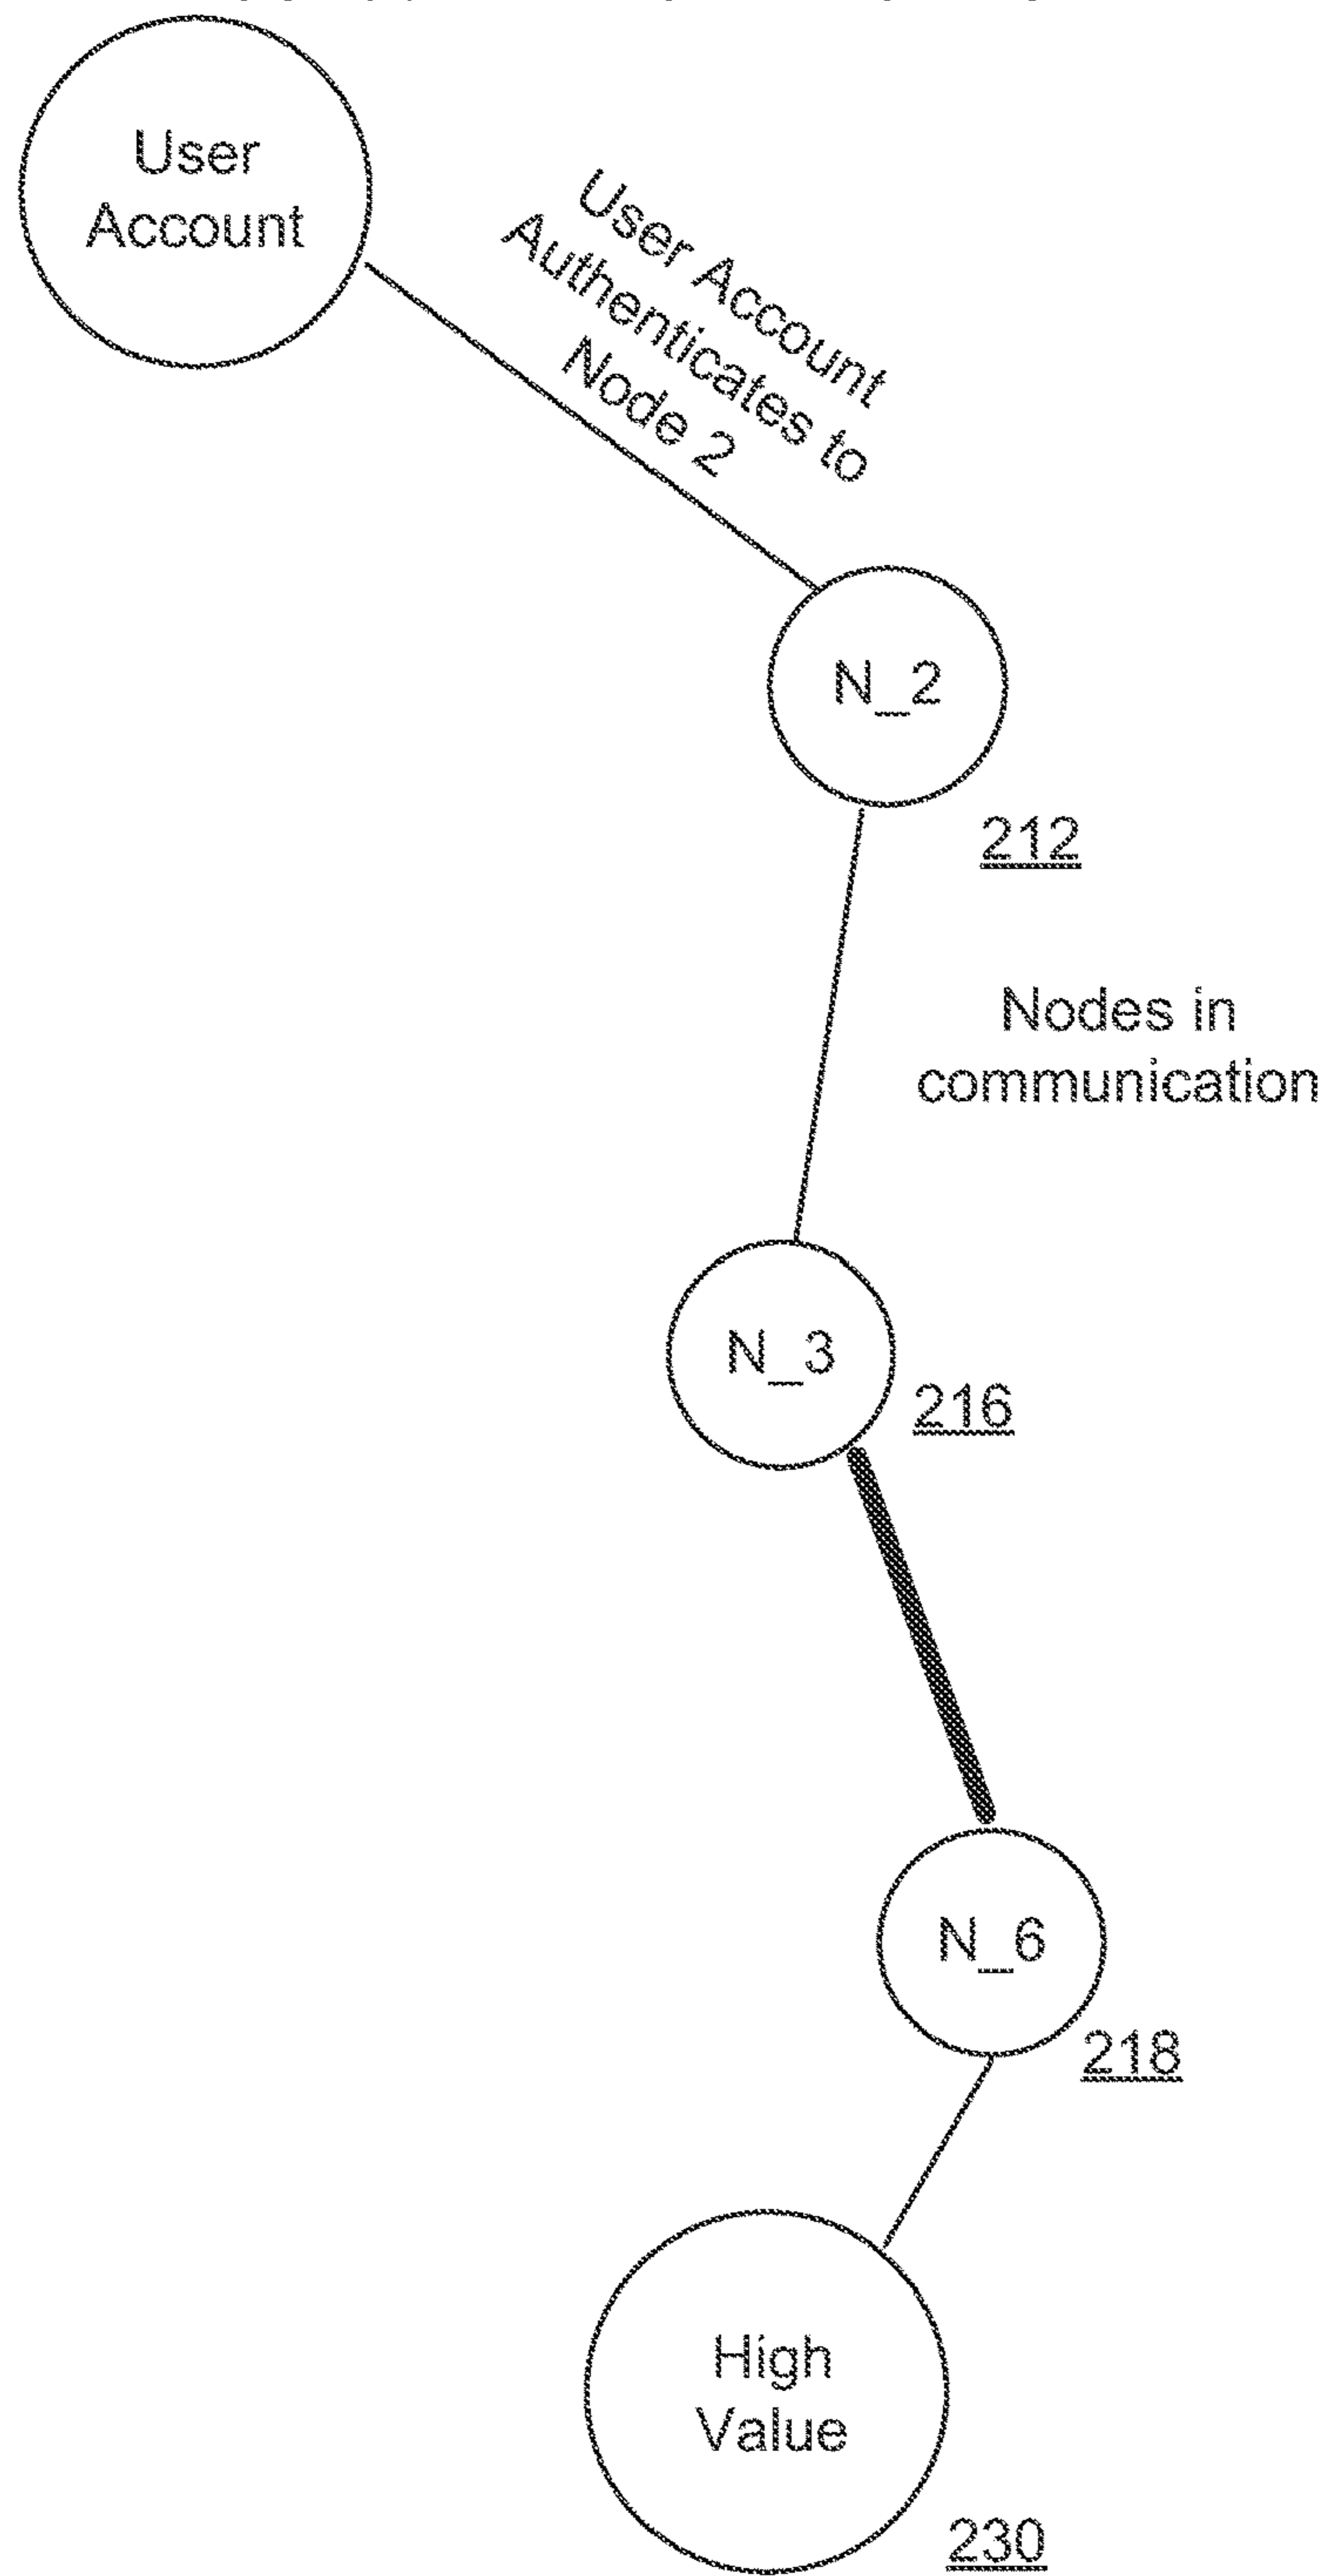 User
Account
User Account
Authenticates to
Node 2
N_2
212
Nodes in
communication
N_3
216
N_6
218
High
Value
230